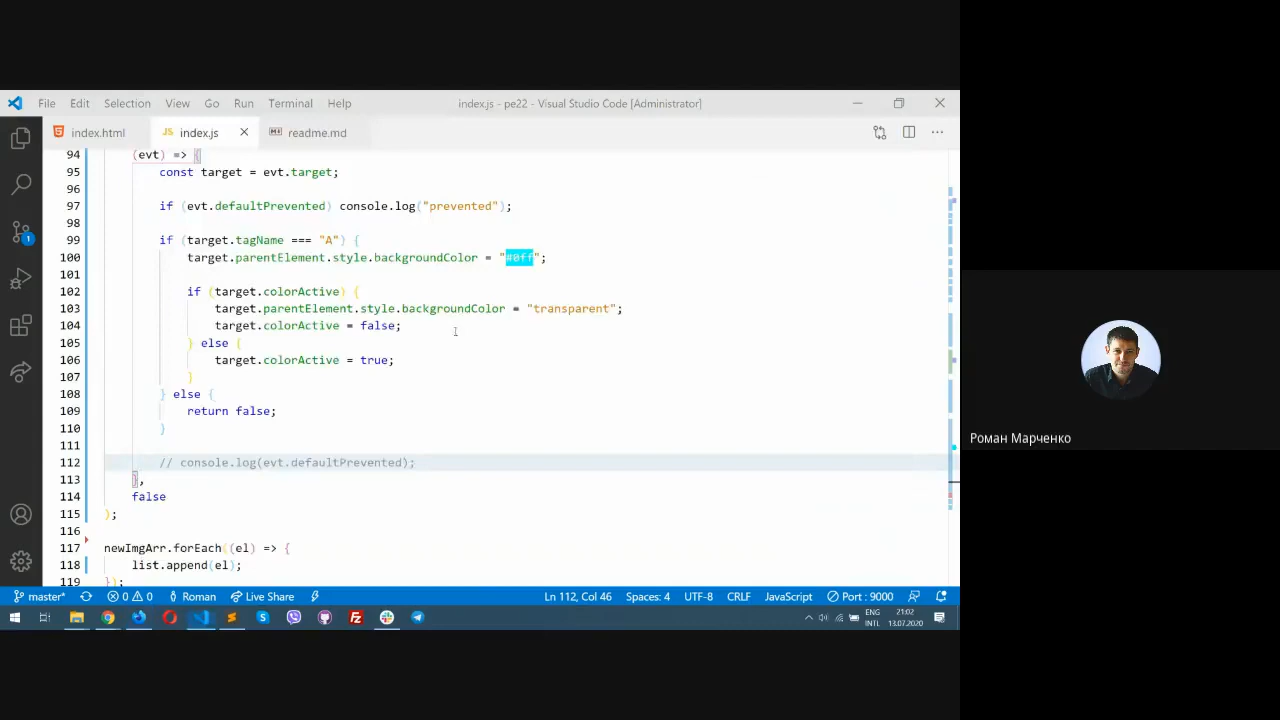 File Edit Selection View Go Run Terminal Help index.js - pe22 - Visual Studio Code [Administrator]
index.html JS index.js readme.md
94 (evt) => {
95 const target = evt.target;
96
97 if (evt.defaultPrevented) console.log("prevented");
98
99 if (target.tagName === "A") {
100 target.parentElement.style.backgroundColor = "#0ff";
101
102 if (target.colorActive) {
103 target.parentElement.style.backgroundColor = "transparent";
104 target.colorActive = false;
105 } else {
106 target.colorActive = true;
107 }
108 } else {
109 return false;
110 }
111
112 // console.log(evt.defaultPrevented);
113 },
114 false
115 );
116
117 newImgArr.forEach((el) => {
118 list.append(el);
119 });
1
master* 0 0 Roman Live Share Ln 112, Col 46 Spaces: 4 UTF-8 CRLF JavaScript Port : 9000
ENG 21:02
INTL 13.07.2020
Роман Марченко